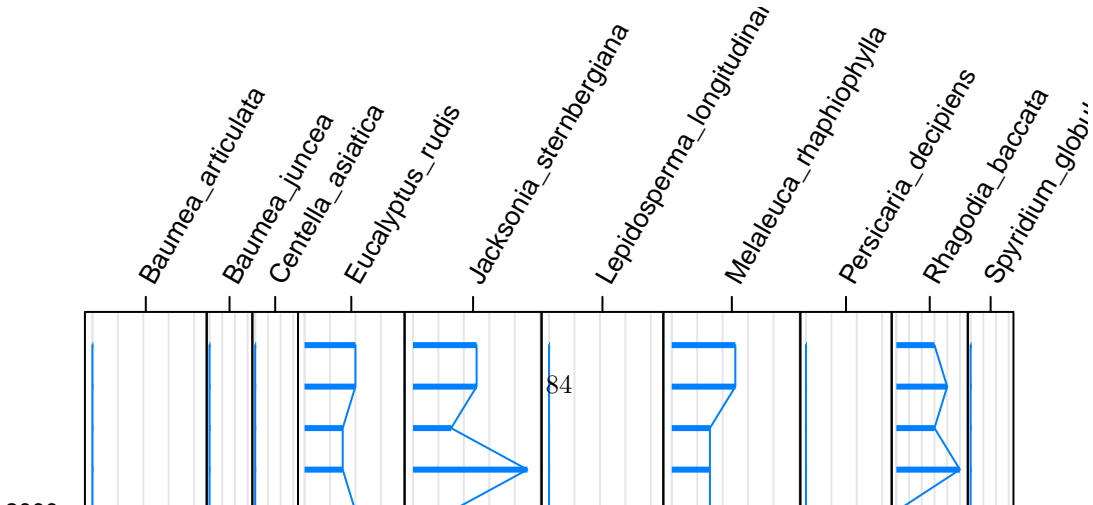 Baumea_articulata
Baumea_juncea
Centella_asiatica
Eucalyptus_rudis
Jacksonia_sternbergiana
Melaleuca_rhaphiophylla
Persicaria_decipiens
Rhagodia_baccata
84